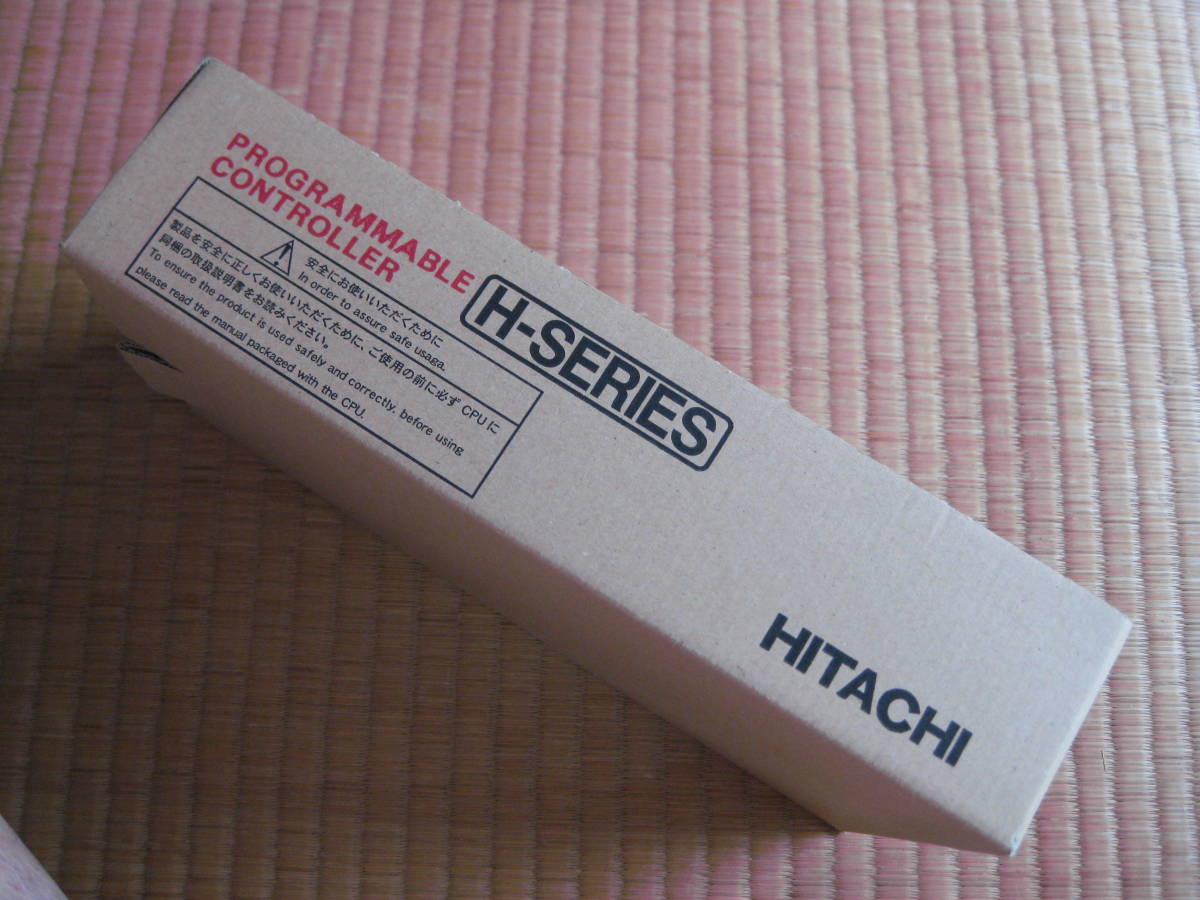 PROGRAMMABLE
CONTROLLER
H-SERIES
安全にお使いいただくために
In order to assure safe usaga.
製品を安全に正しくお使いいただくために、ご使用の前に必ずCPUに
同梱の取扱説明書をお読みください。
To ensure the product is used safely and correctly, before using
please read the manual packaged with the CPU.
HITACHI